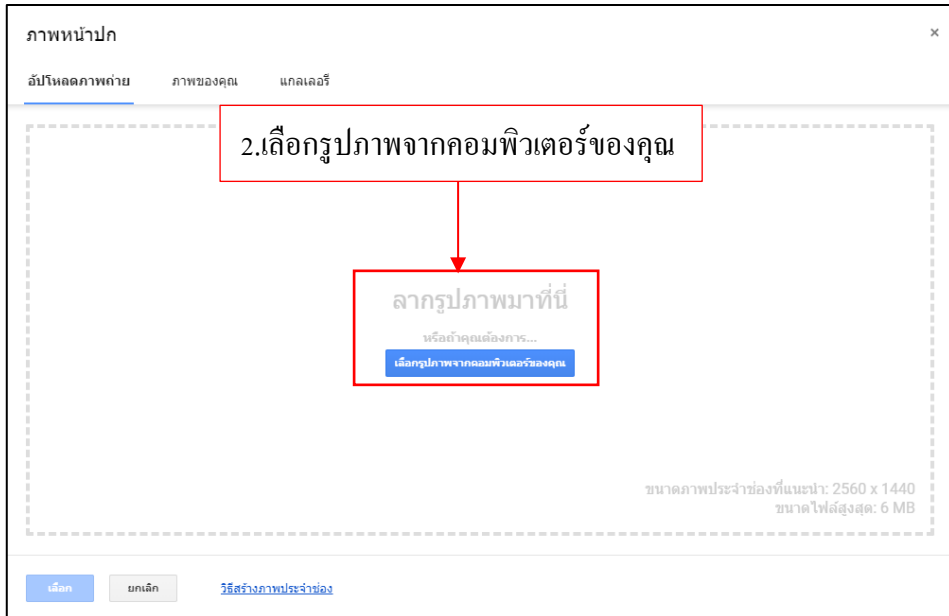 ภาพหน้าปก
×
อัปโหลดภาพถ่าย ภาพของคุณ แกลเลอรี
2.เลือกรูปภาพจากคอมพิวเตอร์ของคุณ
ลากรูปภาพมาที่นี่
หรือถ้าคุณต้องการ...
เลือกรูปภาพจากคอมพิวเตอร์ของคุณ
ขนาดภาพประจำช่องที่แนะนำ: 2560 x 1440
ขนาดไฟล์สูงสุด: 6 MB
เลือก ยกเลิก วิธีสร้างภาพประจำช่อง